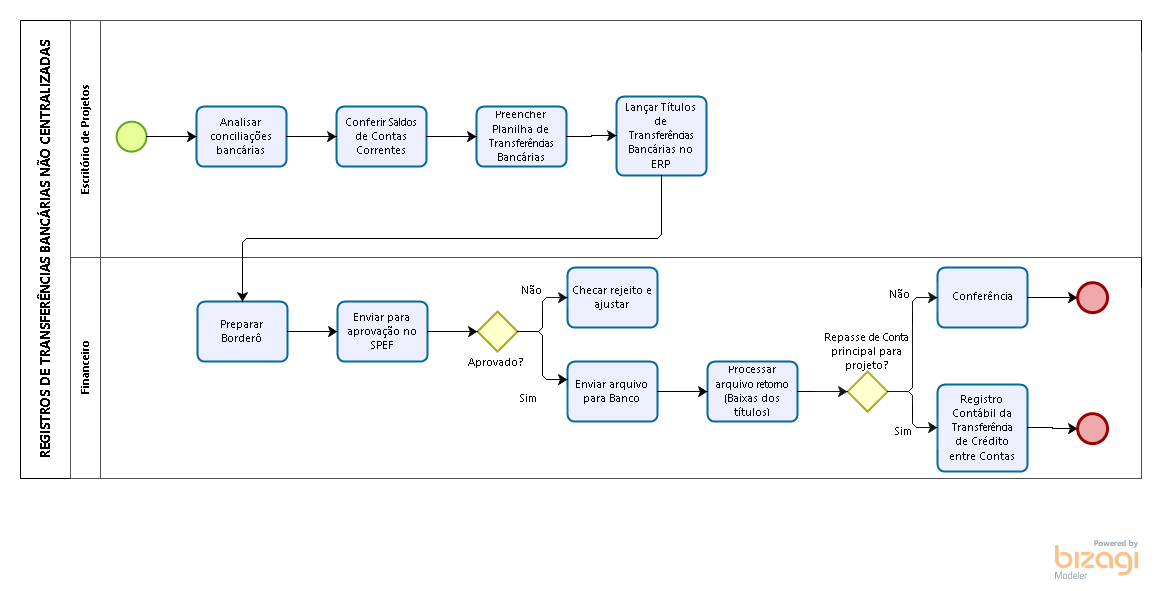 REGISTROS DE TRANSFERÊNCIAS BANCÁRIAS NÃO CENTRALIZADAS
Escritório de Projetos
Analisar
conciliações
bancárias
Conferir Saldos
de Contas
Correntes
Preencher
Planilha de
Transferências
Bancárias
Lançar Títulos
de
Transferências
Bancárias no
ERP
Financeiro
Preparar
Borderô
Enviar para
aprovação no
SPEF
Aprovado?
Não
Checar rejeito e
ajustar
Sim
Enviar arquivo
para Banco
Processar
arquivo retorno
(Baixas dos
títulos)
Repasse de Conta
principal para
projeto?
Não
Conferência
Sim
Registro
Contábil da
Transferência
de Crédito
entre Contas
Powered by
bizagi
Modeler